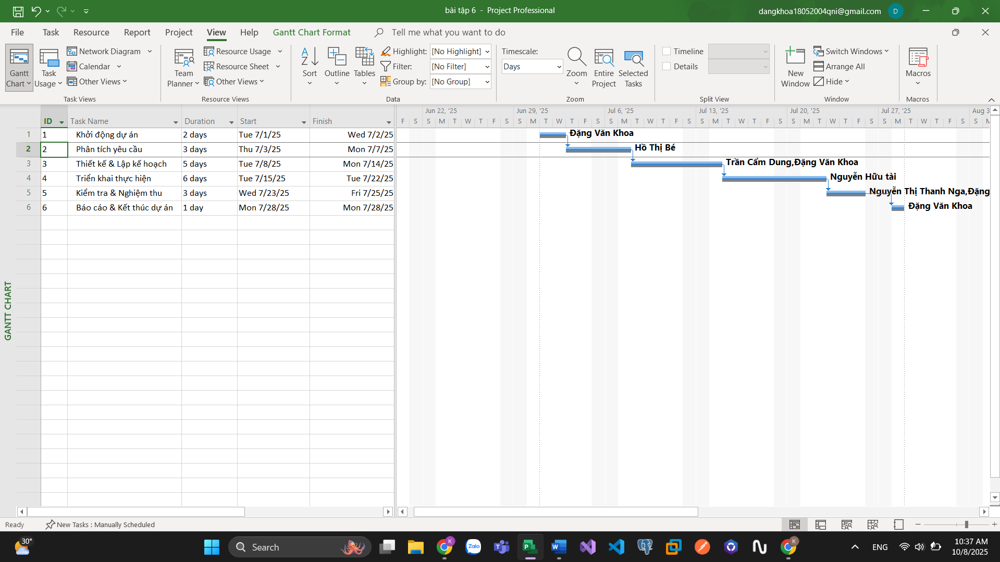 bài tập 6 - Project Professional
dangkhoa18052004qni@gmail.com
D
File Task Resource Report Project View Help Gantt Chart Format Tell me what you want to do
Gantt Chart
Task Usage
Network Diagram
Calendar
Other Views
Task Views
Team Planner
Resource Usage
Resource Sheet
Other Views
Resource Views
Sort
Outline
Tables
Highlight: [No Highlight]
Filter: [No Filter]
Group by: [No Group]
Data
Timescale:
Days
Zoom
Entire Project
Selected Tasks
Zoom
Timeline
Details
Split View
New Window
Switch Windows
Arrange All
Hide
Window
Macros
Macros
GANTT CHART
ID Task Name Duration Start Finish
1 1 Khởi động dự án 2 days Tue 7/1/25 Wed 7/2/25
2 2 Phân tích yêu cầu 3 days Thu 7/3/25 Mon 7/7/25
3 3 Thiết kế & Lập kế hoạch 5 days Tue 7/8/25 Mon 7/14/25
4 4 Triển khai thực hiện 6 days Tue 7/15/25 Tue 7/22/25
5 5 Kiểm tra & Nghiệm thu 3 days Wed 7/23/25 Fri 7/25/25
6 6 Báo cáo & Kết thúc dự án 1 day Mon 7/28/25 Mon 7/28/25
Jun 22, '25 Jun 29, '25 Jul 6, '25 Jul 13, '25 Jul 20, '25 Jul 27, '25 Aug 3
F S S M T W T F S S M T W T F S S M T W T F S S M T W T F S S M T W T F S S M T W T F S S M
Đặng Văn Khoa
Hồ Thị Bé
Trần Cẩm Dung,Đặng Văn Khoa
Nguyễn Hữu tài
Nguyễn Thị Thanh Nga,Đặng
Đặng Văn Khoa
Ready New Tasks : Manually Scheduled
30°
Search
K
Zalo
K
ENG
10:37 AM
10/8/2025